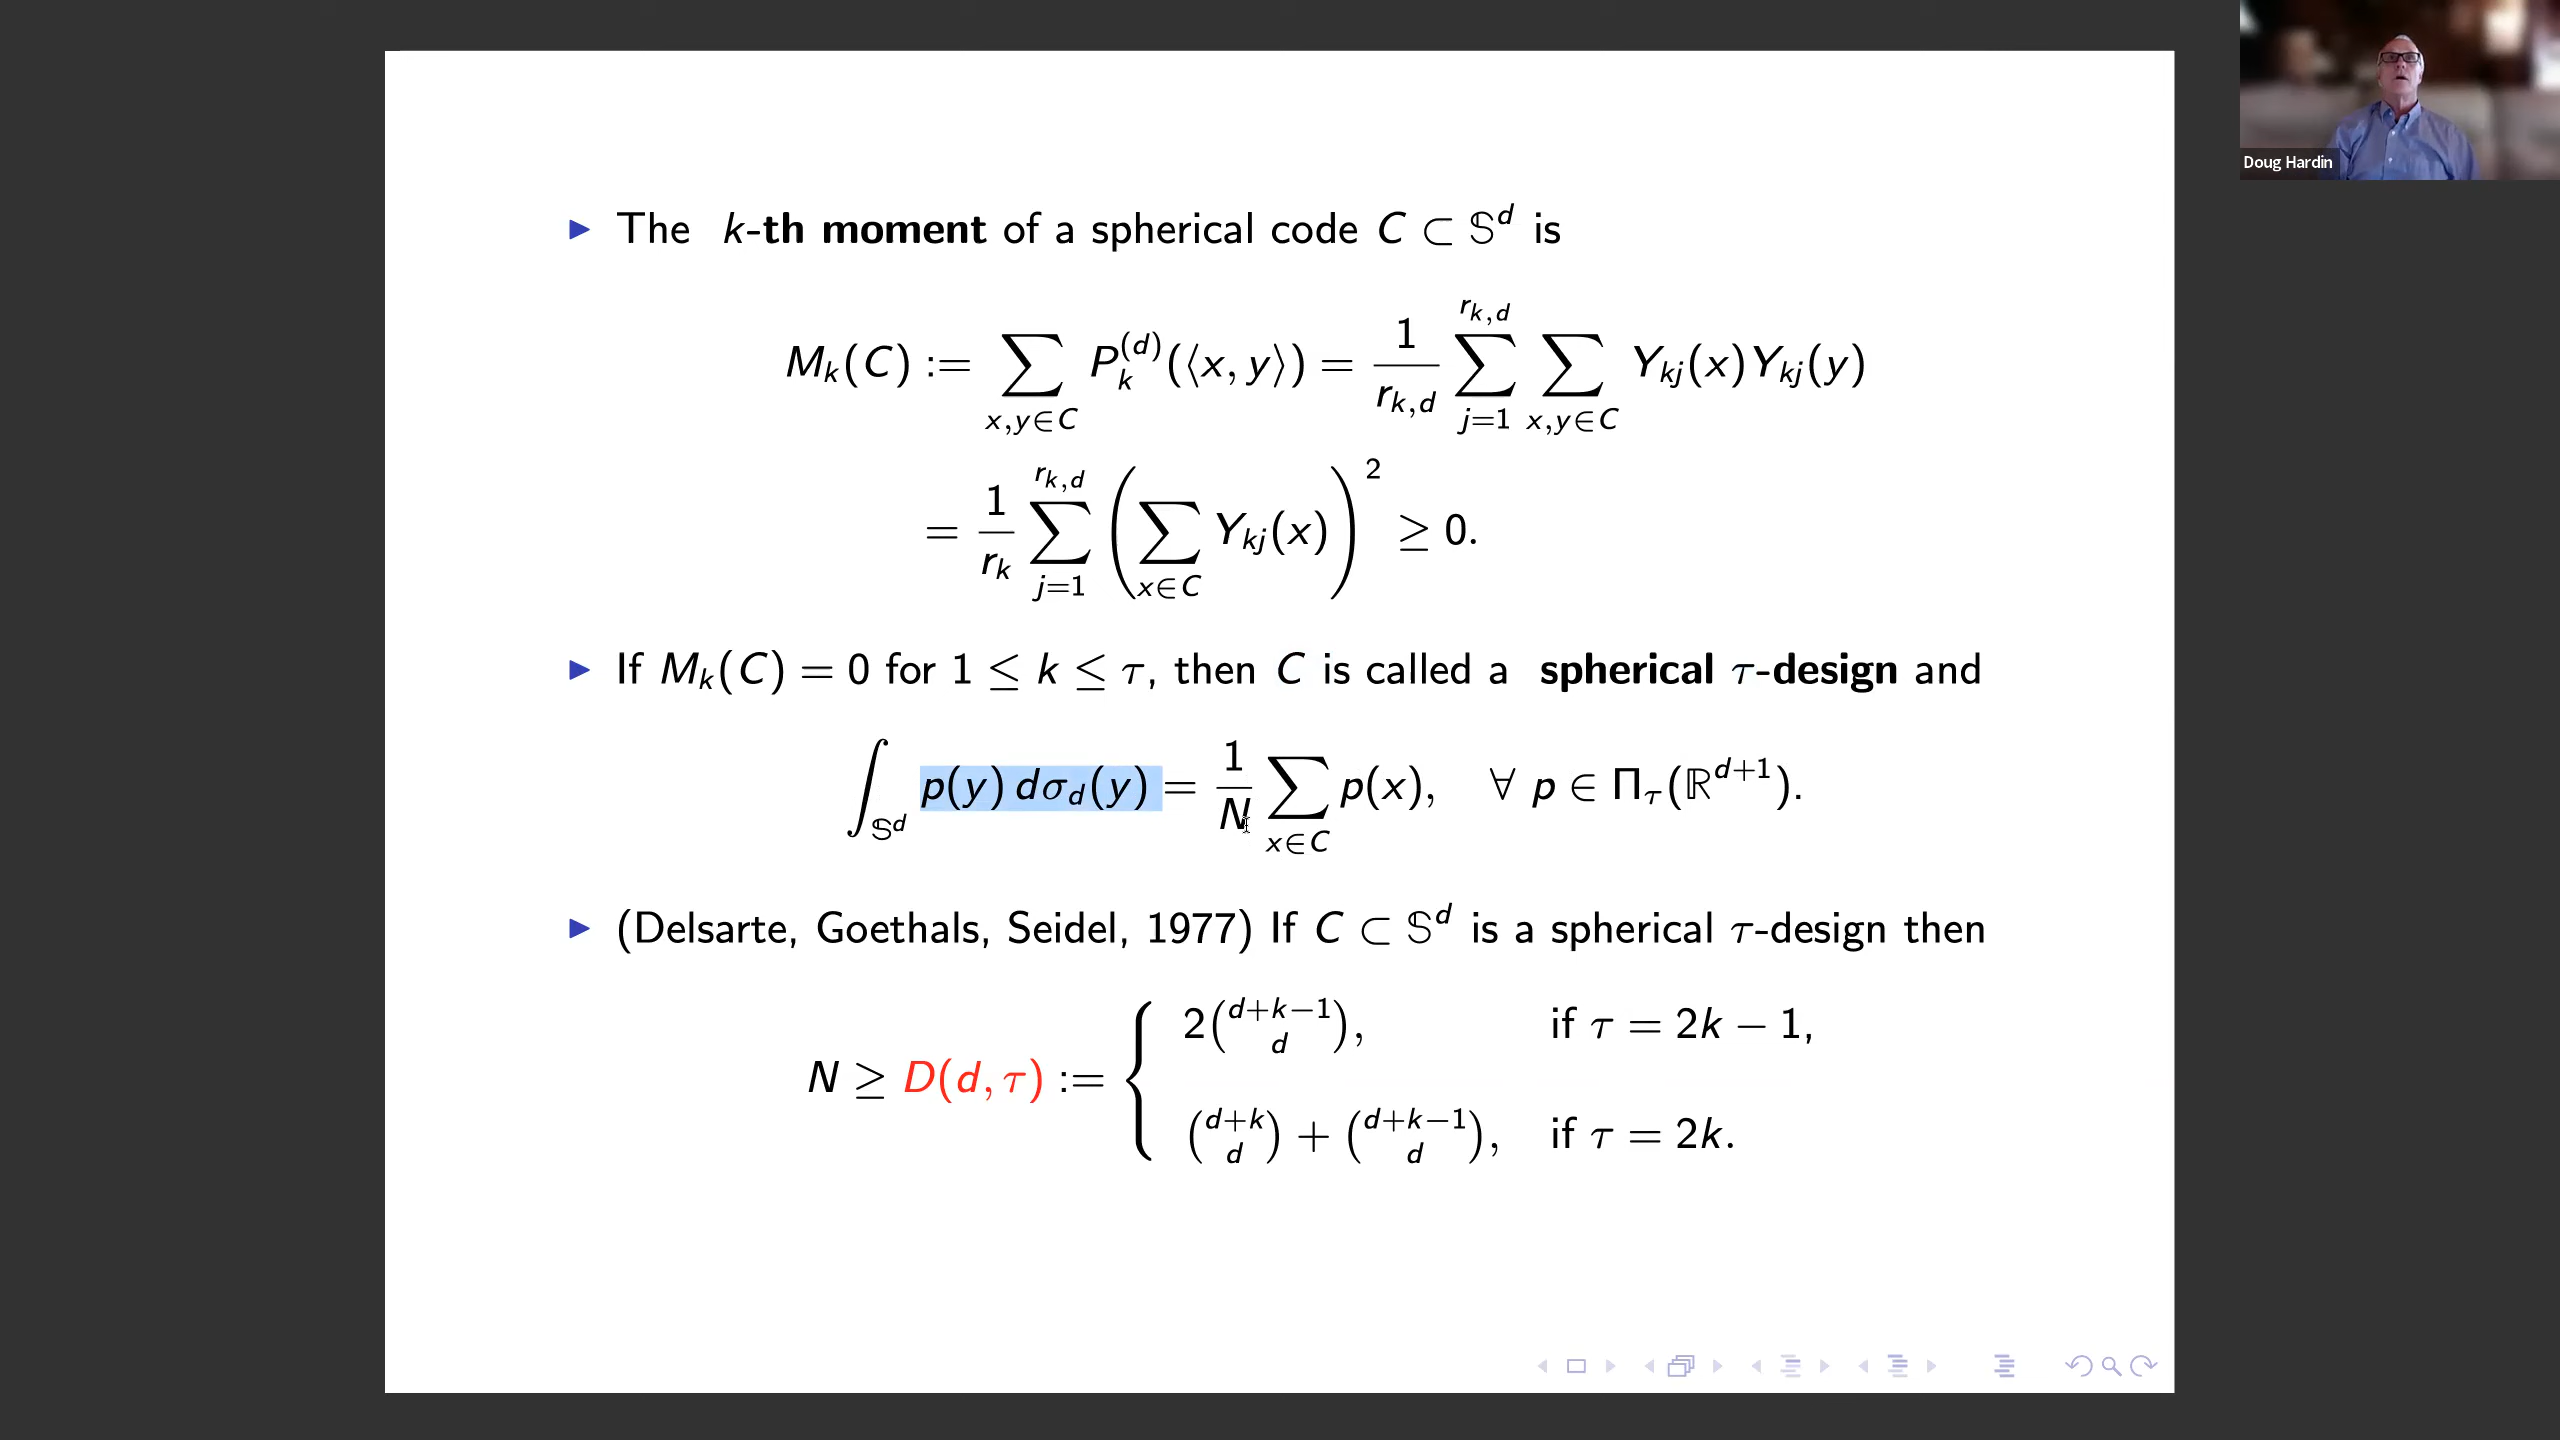 Doug Hardin
▶ The k-th moment of a spherical code C ⊂ 𝕊^d is
M_k(C) := ∑_{x,y∈C} P_k^{(d)}(⟨x, y⟩) = \frac{1}{r_{k,d}} ∑_{j=1}^{r_{k,d}} ∑_{x,y∈C} Y_{kj}(x)Y_{kj}(y)
= \frac{1}{r_k} ∑_{j=1}^{r_{k,d}} ( ∑_{x∈C} Y_{kj}(x) )^2 ≥ 0.
▶ If M_k(C) = 0 for 1 ≤ k ≤ τ, then C is called a spherical τ-design and
∫_{𝕊^d} p(y) dσ_d(y) = \frac{1}{N} ∑_{x∈C} p(x), ∀ p ∈ Π_τ(ℝ^{d+1}).
▶ (Delsarte, Goethals, Seidel, 1977) If C ⊂ 𝕊^d is a spherical τ-design then
N ≥ D(d, τ) := { 2\binom{d+k−1}{d}, if τ = 2k − 1,
\binom{d+k}{d} + \binom{d+k−1}{d}, if τ = 2k.